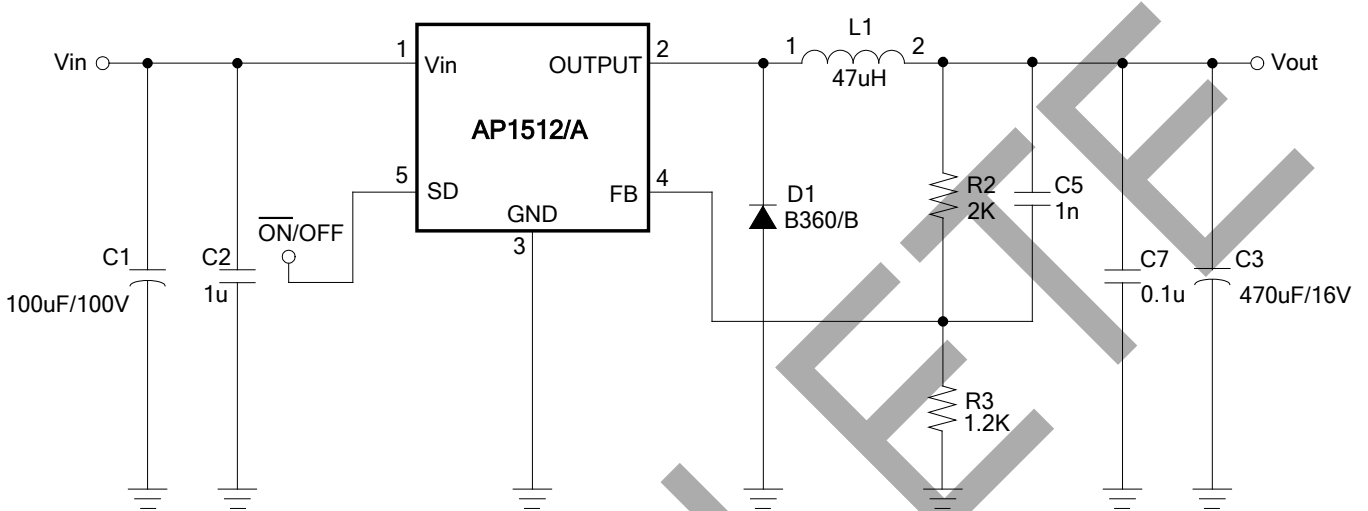 Vin
1
Vin
OUTPUT
2
1
L1
2
47uH
Vout
AP1512/A
5
SD
FB
4
GND
3
ON/OFF
C1
100uF/100V
C2
1u
D1
B360/B
R2
2K
C5
1n
C7
0.1u
C3
470uF/16V
R3
1.2K